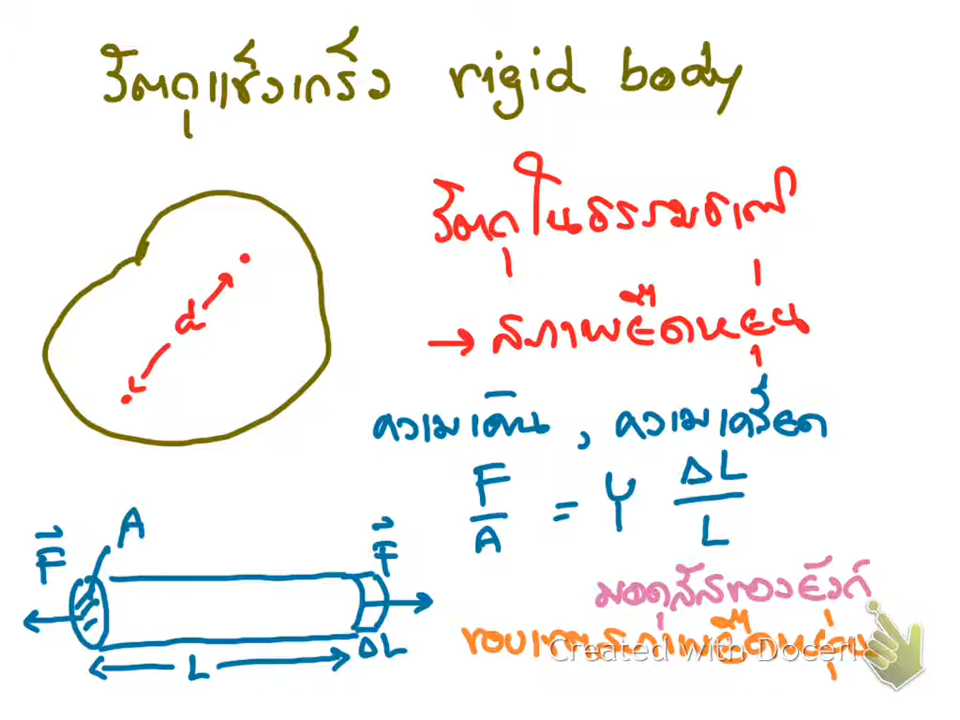 วัตถุแข็งเกร็ง rigid body
วัตถุในธรรมชาติ
d
→ สภาพยืดหยุ่น
ความเค้น , ความเครียด
F/A = Y ΔL/L
F A F
มอดุลัสของยังก์
ขอบเขตสภาพยืดหยุ่น
Created with Doceri
L ΔL